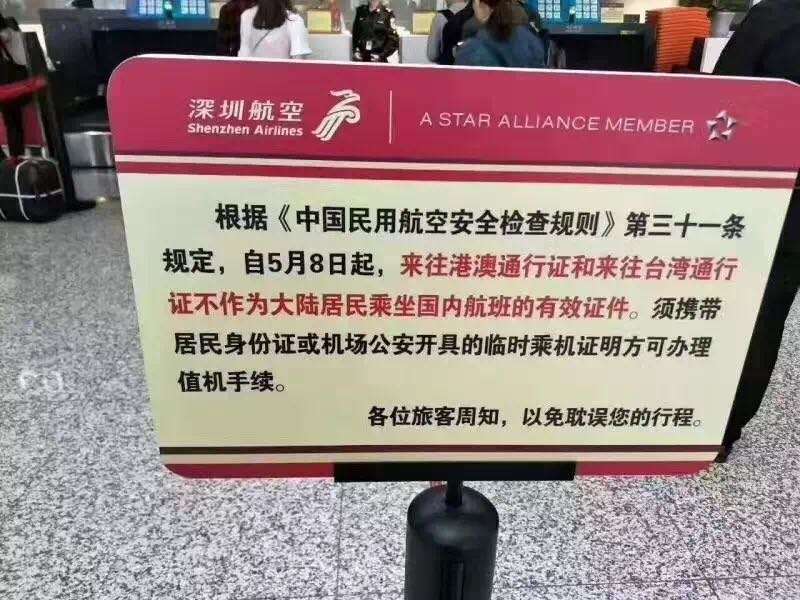 深圳航空
Shenzhen Airlines
A STAR ALLIANCE MEMBER
根据《中国民用航空安全检查规则》第三十一条
规定，自5月8日起，来往港澳通行证和来往台湾通行
证不作为大陆居民乘坐国内航班的有效证件。须携带
居民身份证或机场公安开具的临时乘机证明方可办理
值机手续。
各位旅客周知，以免耽误您的行程。